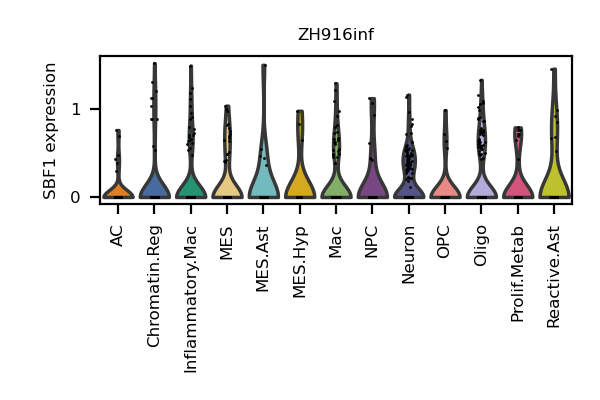 ZH916inf
SBF1 expression
1
0
AC
Chromatin.Reg
Inflammatory.Mac
MES
MES.Ast
MES.Hyp
Mac
NPC
Neuron
OPC
Oligo
Prolif.Metab
Reactive.Ast